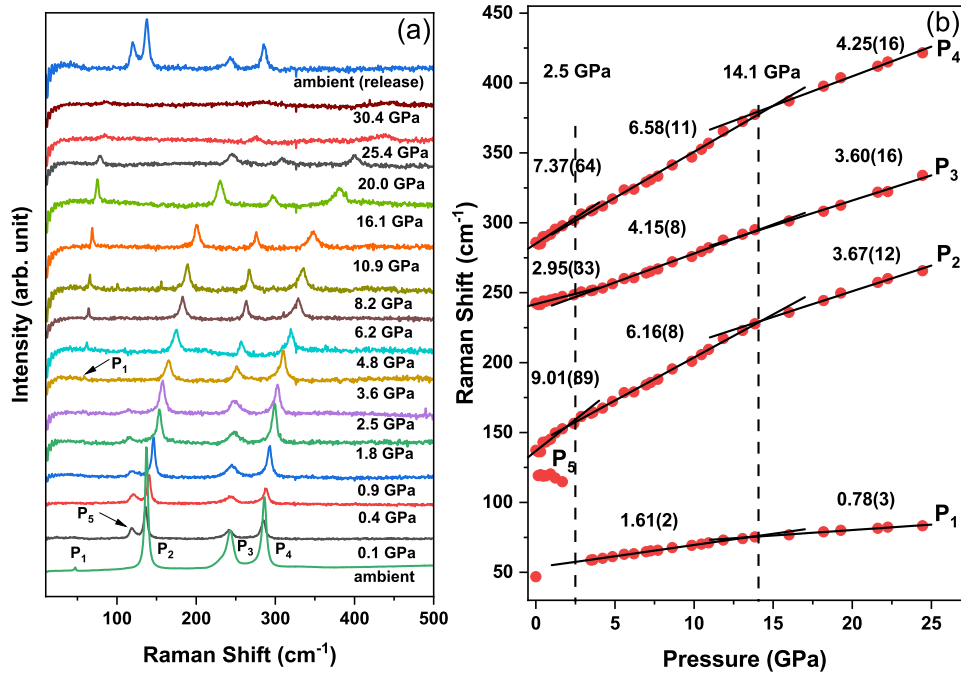 (a)
ambient (release)
30.4 GPa
25.4 GPa
20.0 GPa
16.1 GPa
10.9 GPa
8.2 GPa
6.2 GPa
4.8 GPa
P1
3.6 GPa
2.5 GPa
1.8 GPa
0.9 GPa
0.4 GPa
P5
0.1 GPa
P1 P2 P3 P4
ambient
0 100 200 300 400 500
Raman Shift (cm-1)
Intensity (arb. unit)
(b)
450
400
350
300
250
200
150
100
50
Raman Shift (cm-1)
2.5 GPa 14.1 GPa
4.25(16) P4
6.58(11)
7.37(64)
3.60(16) P3
4.15(8)
2.95(33)
3.67(12) P2
6.16(8)
9.01(89)
P5
0.78(3) P1
1.61(2)
0 5 10 15 20 25
Pressure (GPa)